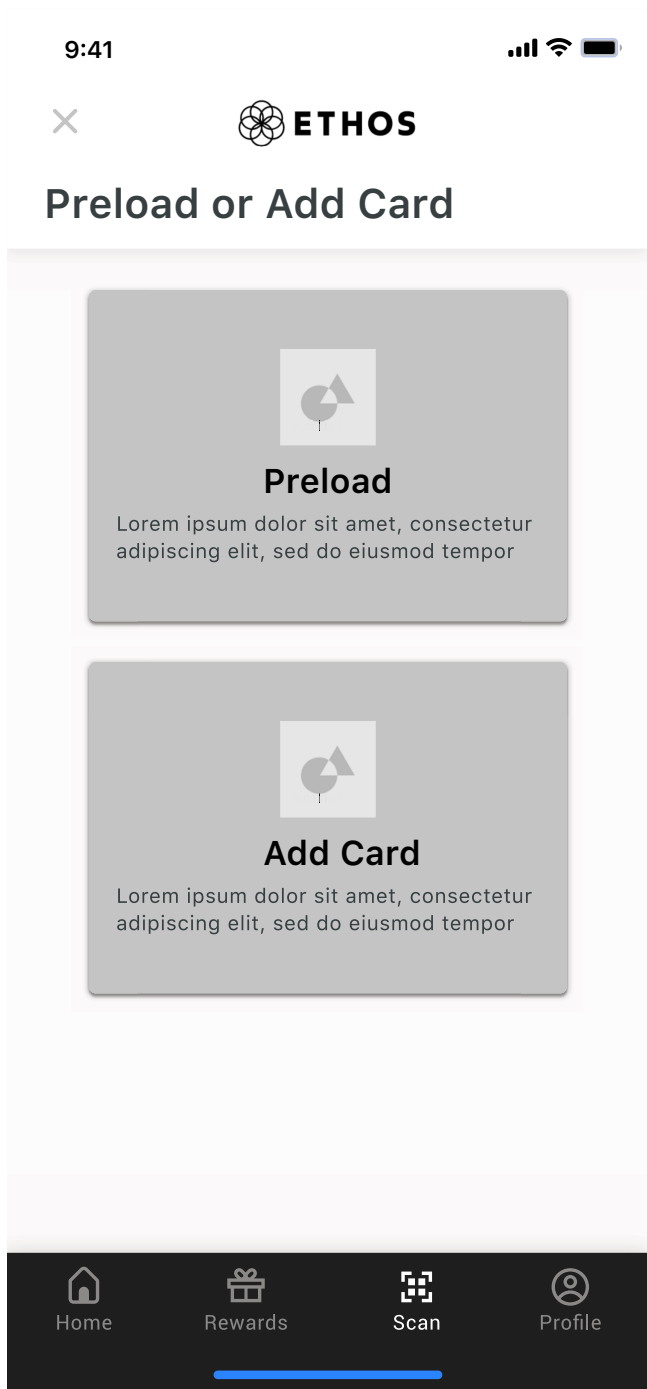 9:41
ETHOS
Preload or Add Card
Preload
Lorem ipsum dolor sit amet, consectetur
adipiscing elit, sed do eiusmod tempor
Add Card
Lorem ipsum dolor sit amet, consectetur
adipiscing elit, sed do eiusmod tempor
Home Rewards Scan Profile